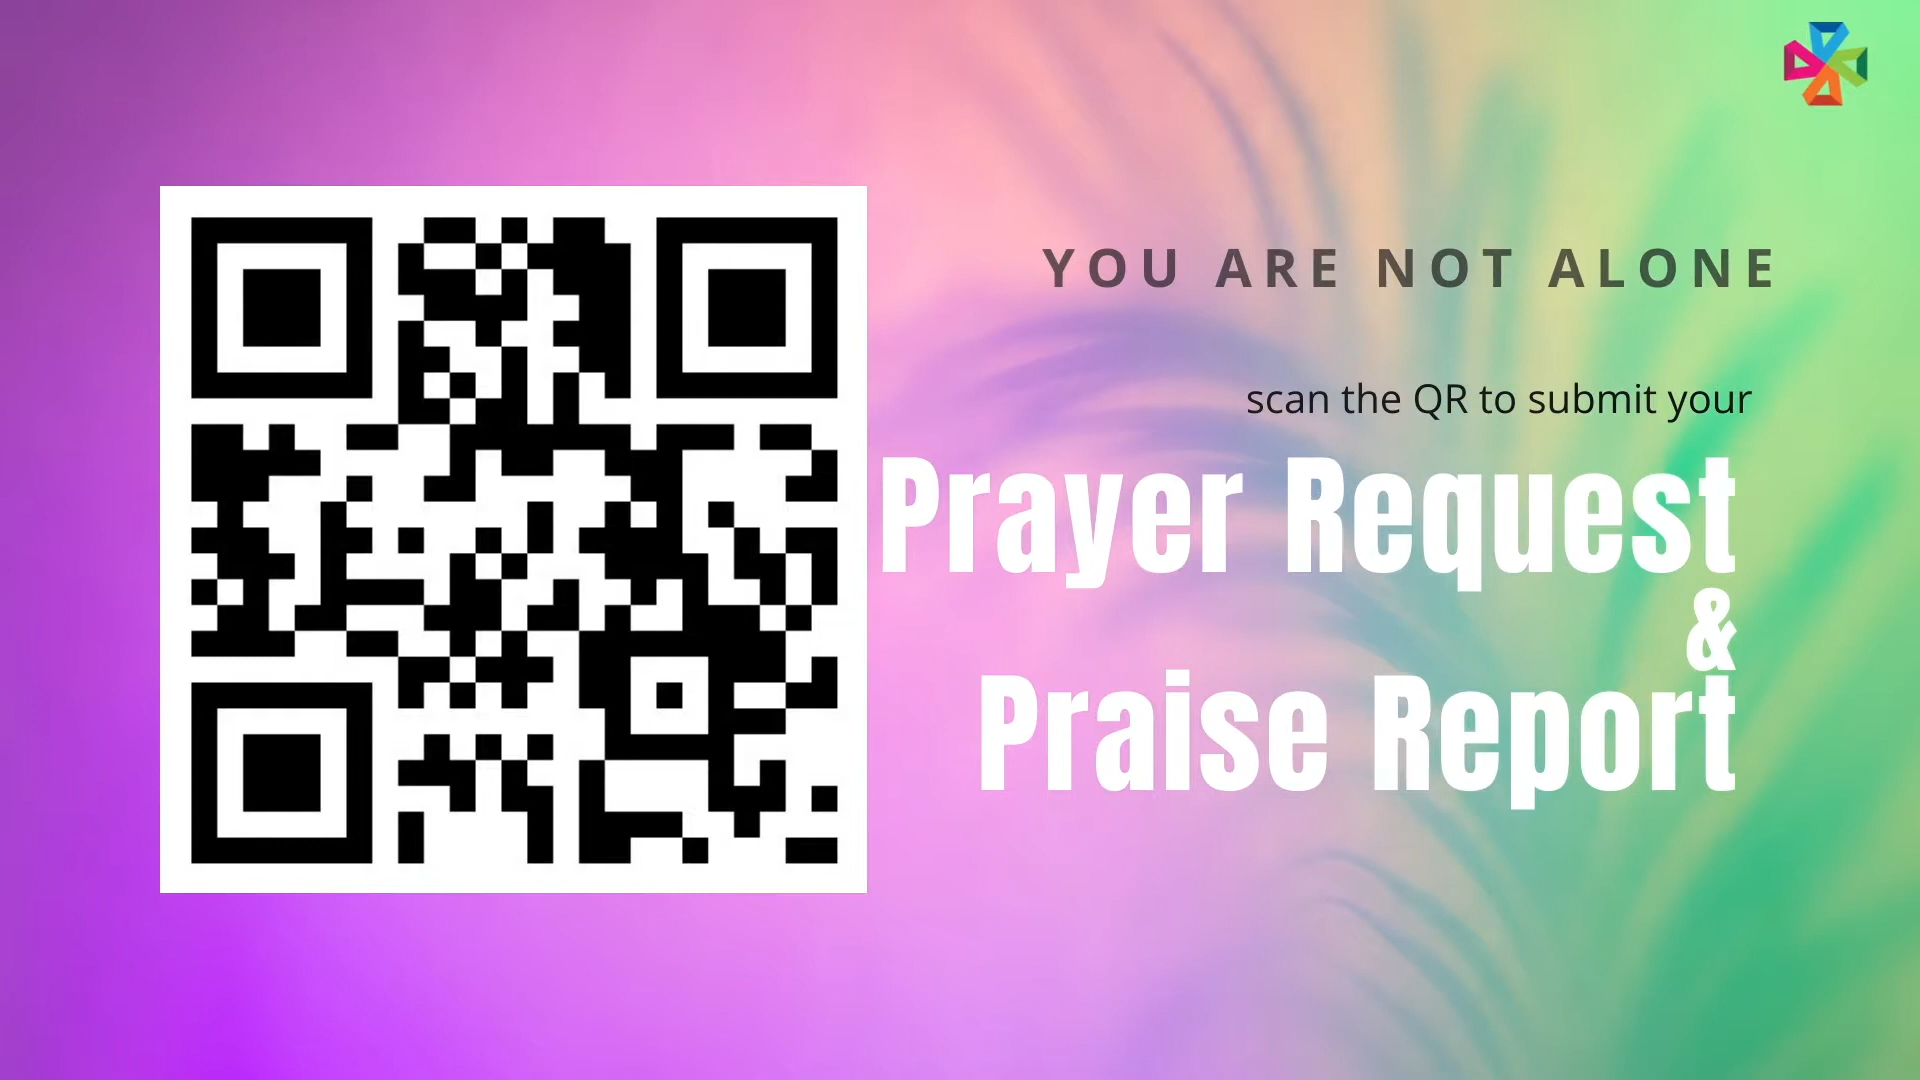 YOU ARE NOT ALONE
scan the QR to submit your
Prayer Request
&
Praise Report